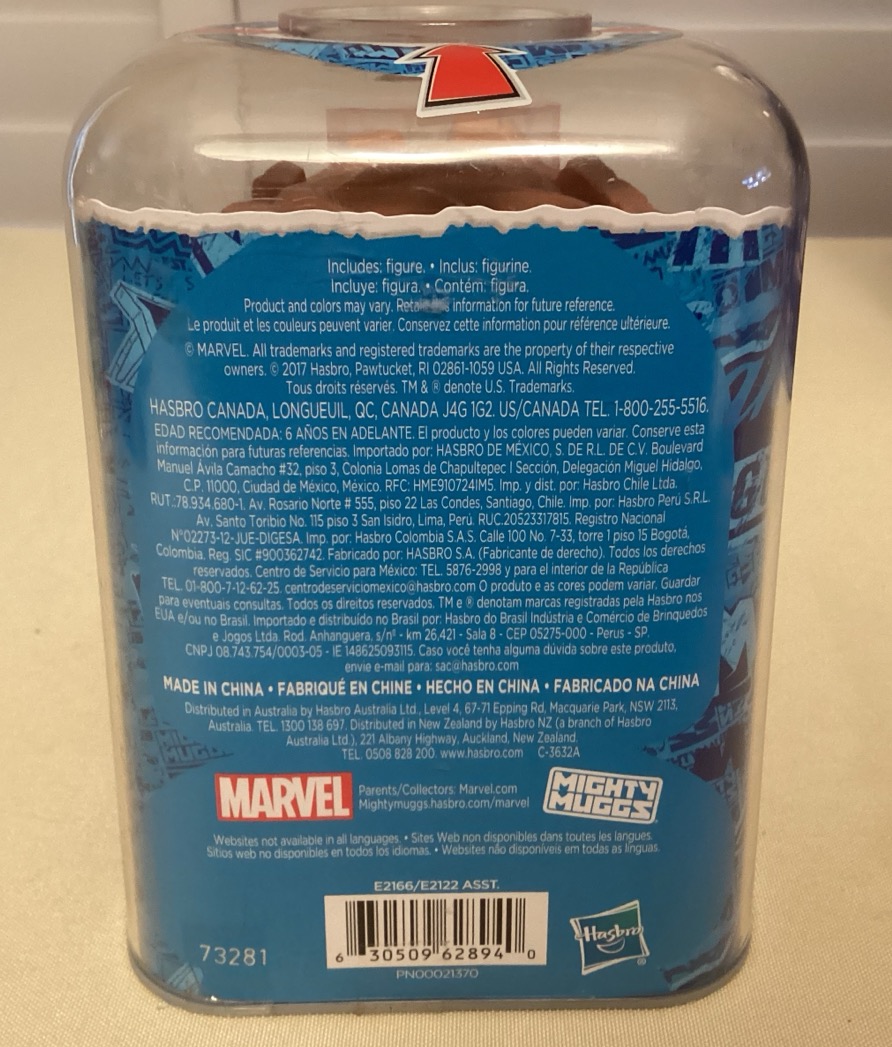 Includes: figure. • Inclus: figurine.
Incluye: figura. • Contém: figura.
Product and colors may vary. Retain this information for future reference.
Le produit et les couleurs peuvent varier. Conservez cette information pour référence ultérieure.
© MARVEL. All trademarks and registered trademarks are the property of their respective
owners. © 2017 Hasbro, Pawtucket, RI 02861-1059 USA. All Rights Reserved.
Tous droits réservés. TM & ® denote U.S. Trademarks.
HASBRO CANADA, LONGUEUIL, QC, CANADA J4G 1G2. US/CANADA TEL. 1-800-255-5516.
EDAD RECOMENDADA: 6 AÑOS EN ADELANTE. El producto y los colores pueden variar. Conserve esta
información para futuras referencias. Importado por: HASBRO DE MÉXICO, S. DE R.L. DE C.V. Boulevard
Manuel Ávila Camacho #32, piso 3, Colonia Lomas de Chapultepec I Sección, Delegación Miguel Hidalgo,
C.P. 11000, Ciudad de México, México. RFC: HME910724IM5. Imp. y dist. por: Hasbro Chile Ltda.
RUT.:78.934.680-1. Av. Rosario Norte # 555, piso 22 Las Condes, Santiago, Chile. Imp. por: Hasbro Perú S.R.L.
Av. Santo Toribio No. 115 piso 3 San Isidro, Lima, Perú. RUC.20523317815. Registro Nacional
N°02273-12-JUE-DIGESA. Imp. por: Hasbro Colombia S.A.S. Calle 100 No. 7-33, torre 1 piso 15 Bogotá,
Colombia. Reg. SIC #900362742. Fabricado por: HASBRO S.A. (Fabricante de derecho). Todos los derechos
reservados. Centro de Servicio para México: TEL. 5876-2998 y para el interior de la República
TEL. 01-800-7-12-62-25. centrodeserviciomexico@hasbro.com O produto e as cores podem variar. Guardar
para eventuais consultas. Todos os direitos reservados. TM e ® denotam marcas registradas pela Hasbro nos
EUA e/ou no Brasil. Importado e distribuído no Brasil por: Hasbro do Brasil Indústria e Comércio de Brinquedos
e Jogos Ltda. Rod. Anhanguera, s/nº - km 26,421 - Sala 8 - CEP 05275-000 - Perus - SP.
CNPJ 08.743.754/0003-05 - IE 148625093115. Caso você tenha alguma dúvida sobre este produto,
envie e-mail para: sac@hasbro.com
MADE IN CHINA • FABRIQUÉ EN CHINE • HECHO EN CHINA • FABRICADO NA CHINA
Distributed in Australia by Hasbro Australia Ltd., Level 4, 67-71 Epping Rd, Macquarie Park, NSW 2113,
Australia. TEL. 1300 138 697. Distributed in New Zealand by Hasbro NZ (a branch of Hasbro
Australia Ltd.), 221 Albany Highway, Auckland, New Zealand.
TEL. 0508 828 200. www.hasbro.com C-3632A
MARVEL
Parents/Collectors: Marvel.com
Mightymuggs.hasbro.com/marvel
MIGHTY
MUGGS
Websites not available in all languages. • Sites Web non disponibles dans toutes les langues.
Sitios web no disponibles en todos los idiomas. • Websites não disponíveis em todas as línguas.
E2166/E2122 ASST.
6 30509 62894 0
PN00021370
73281
Hasbro